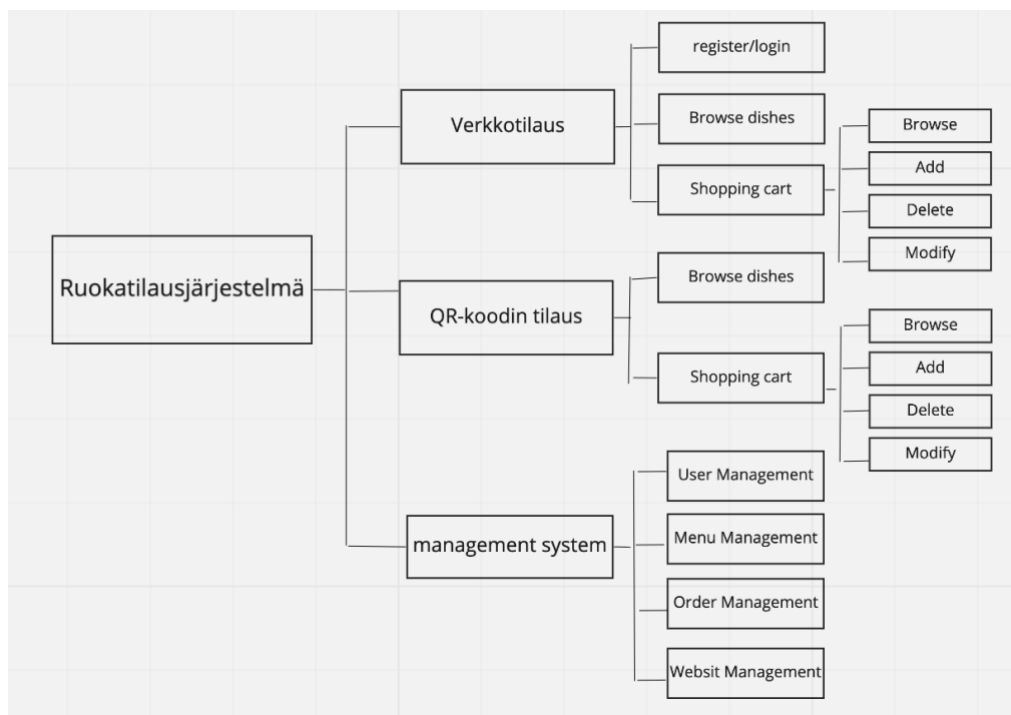 Ruokatilausjärjestelmä
Verkkotilaus
register/login
Browse dishes
Shopping cart
Browse
Add
Delete
Modify
QR-koodin tilaus
Browse dishes
Shopping cart
Browse
Add
Delete
Modify
management system
User Management
Menu Management
Order Management
Websit Management